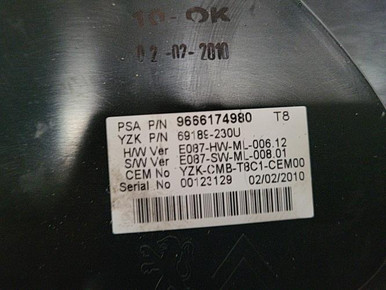 10-OK
02-02-2010
PSA P/N 9666174980 T8
YZK P/N 69189-230U
H/W Ver E087-HW-ML-006.12
S/W Ver E087-SW-ML-008.01
CEM No YZK-CMB-T8C1-CEM00
Serial No 00123129 02/02/2010